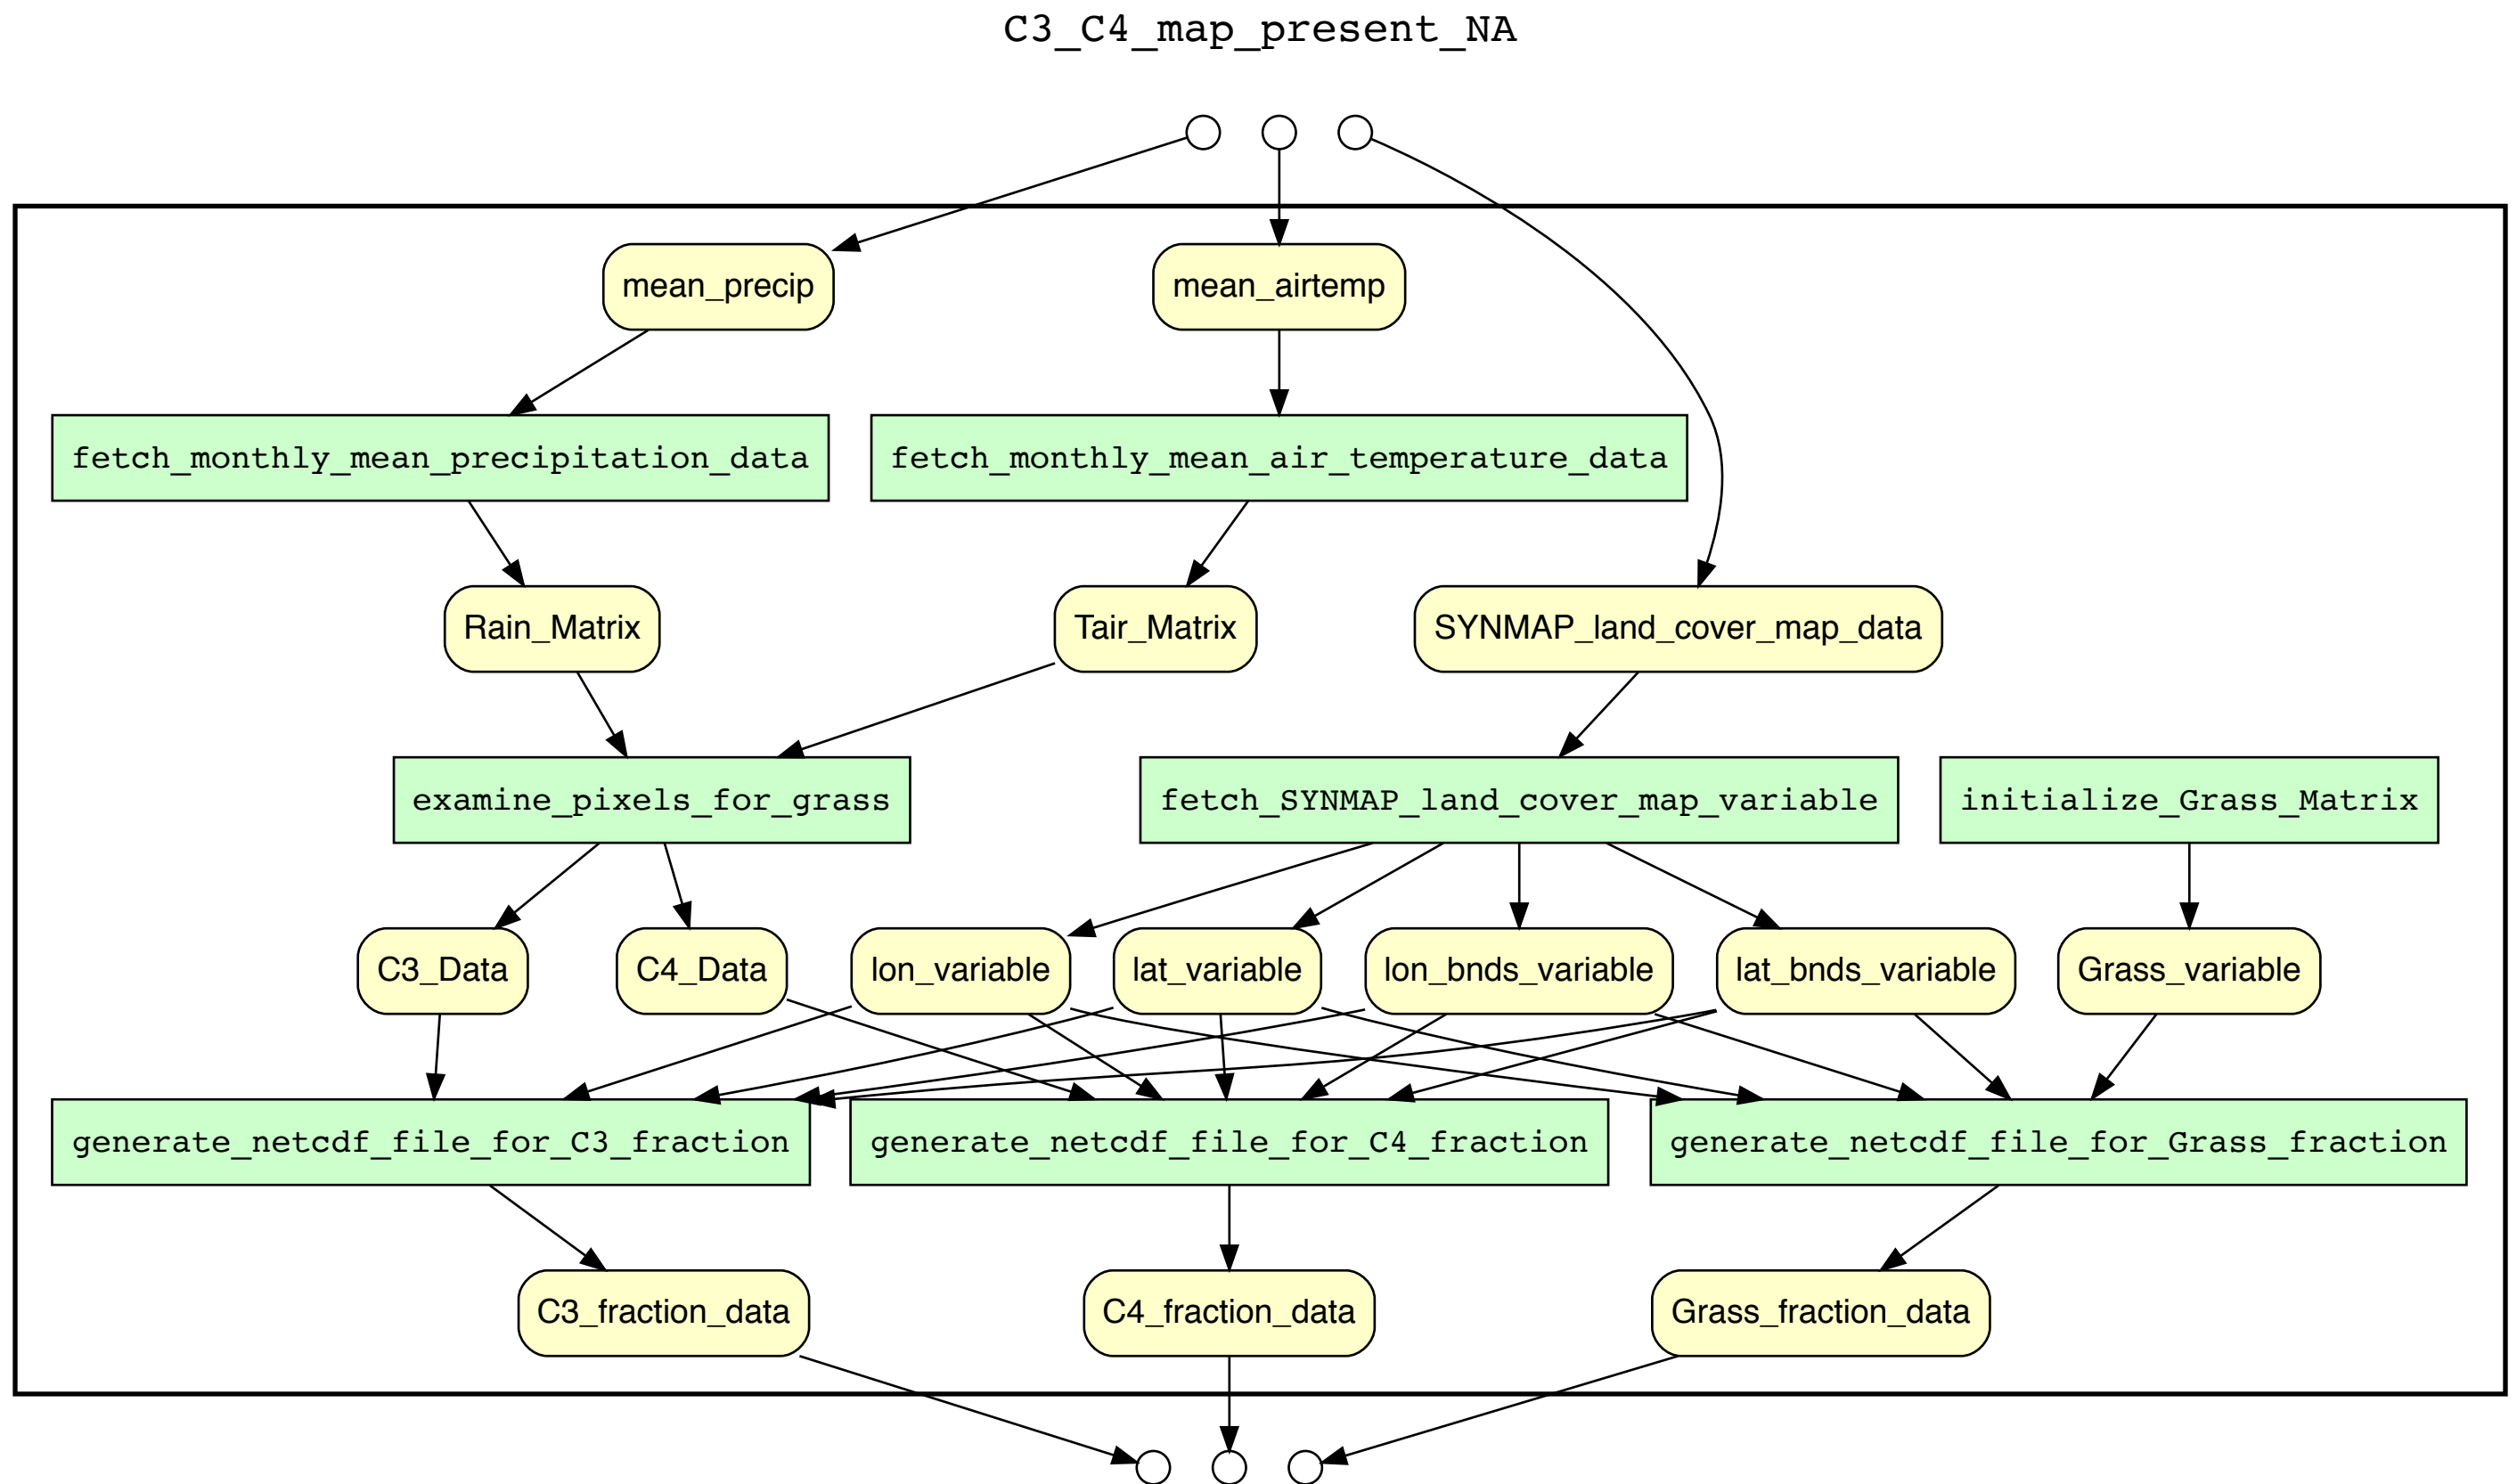 C3_C4_map_present_NA
mean_precip
mean_airtemp
fetch_monthly_mean_precipitation_data
fetch_monthly_mean_air_temperature_data
Rain_Matrix
Tair_Matrix
SYNMAP_land_cover_map_data
examine_pixels_for_grass
fetch_SYNMAP_land_cover_map_variable
initialize_Grass_Matrix
C3_Data
C4_Data
lon_variable
lat_variable
lon_bnds_variable
lat_bnds_variable
Grass_variable
generate_netcdf_file_for_C3_fraction
generate_netcdf_file_for_C4_fraction
generate_netcdf_file_for_Grass_fraction
C3_fraction_data
C4_fraction_data
Grass_fraction_data